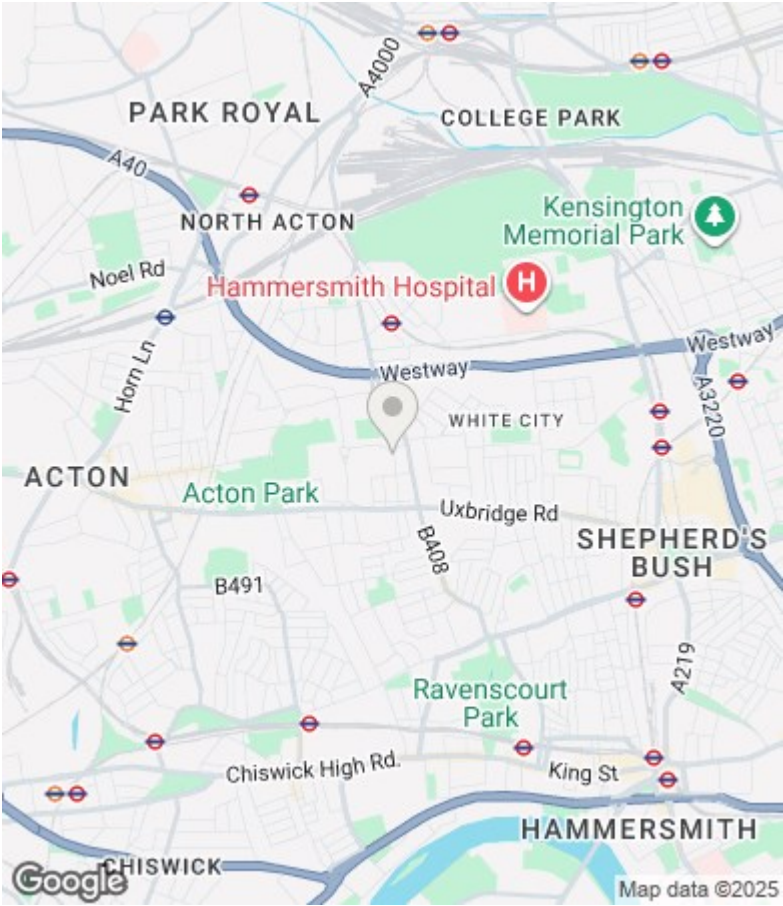 A4000
PARK ROYAL
COLLEGE PARK
A40
NORTH ACTON
Kensington
Memorial Park
Noel Rd
Hammersmith Hospital
H
Westway
Horn Ln
Westway
A3220
WHITE CITY
ACTON
Acton Park
Uxbridge Rd
B408
SHEPHERD'S
BUSH
B491
A219
Ravenscourt
Park
Chiswick High Rd.
King St
HAMMERSMITH
CHISWICK
Google
Map data ©2025